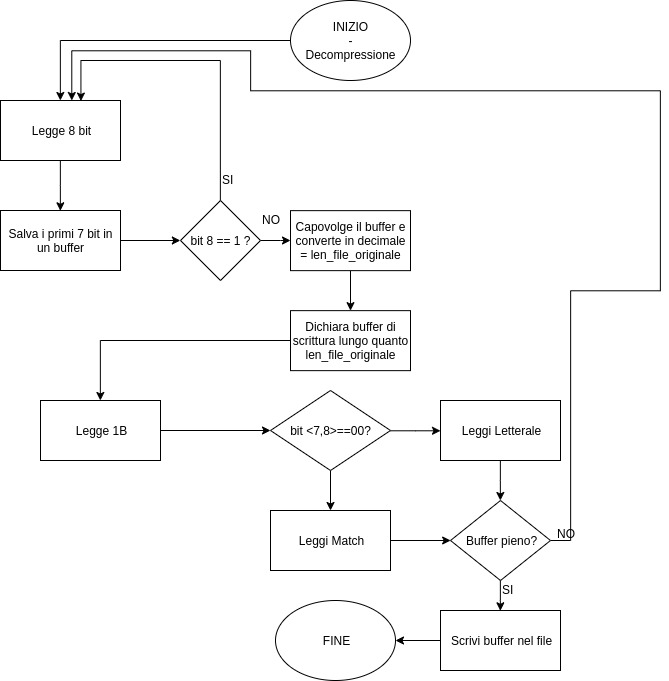 INIZIO
-
Decompressione
Legge 8 bit
SI
Salva i primi 7 bit in
un buffer
bit 8 == 1 ?
NO
Capovolge il buffer e
converte in decimale
= len_file_originale
Dichiara buffer di
scrittura lungo quanto
len_file_originale
Legge 1B
bit <7,8>==00?
Leggi Letterale
Leggi Match
Buffer pieno?
NO
SI
Scrivi buffer nel file
FINE